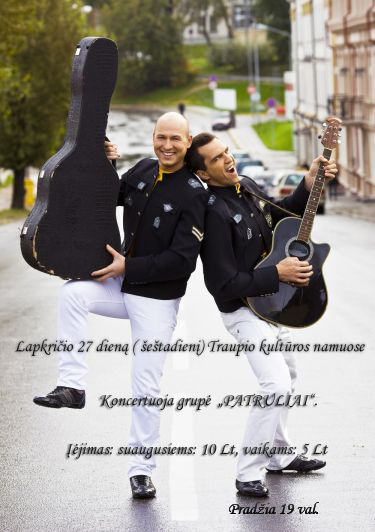 Lapkričio 27 dieną ( šeštadienį) Traupio kultūros namuose
Koncertuoja grupė „PATRULIAI“.
Įėjimas: suaugusiems: 10 Lt, vaikams: 5 Lt
Pradžia 19 val.